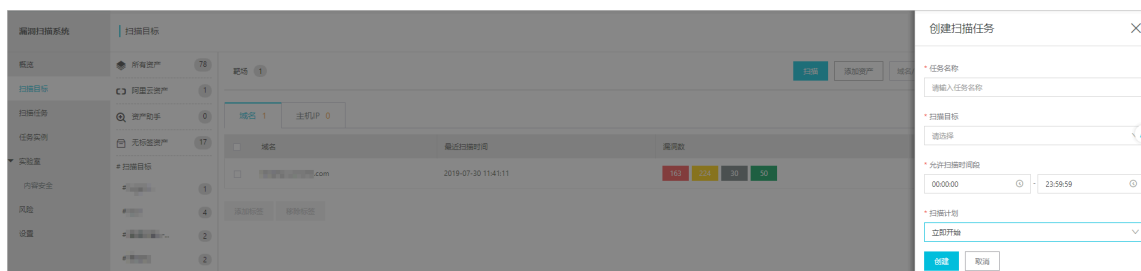 漏洞扫描系统
概览
扫描目标
扫描任务
任务实例
实验室
内容安全
风险
设置
扫描目标
所有资产 78
阿里云资产 1
资产助手 0
无标签资产 17
# 扫描目标
# 1
# 4
# 2
# 2
靶场 1
扫描 添加资产
域名 1 主机/IP 0
域名 最近扫描时间 漏洞数
.com 2019-07-30 11:41:11 163 224 30 50
添加标签 移除标签
创建扫描任务
* 任务名称
请输入任务名称
* 扫描目标
请选择
* 允许扫描时间段
00:00:00 - 23:59:59
* 扫描计划
立即开始
创建 取消